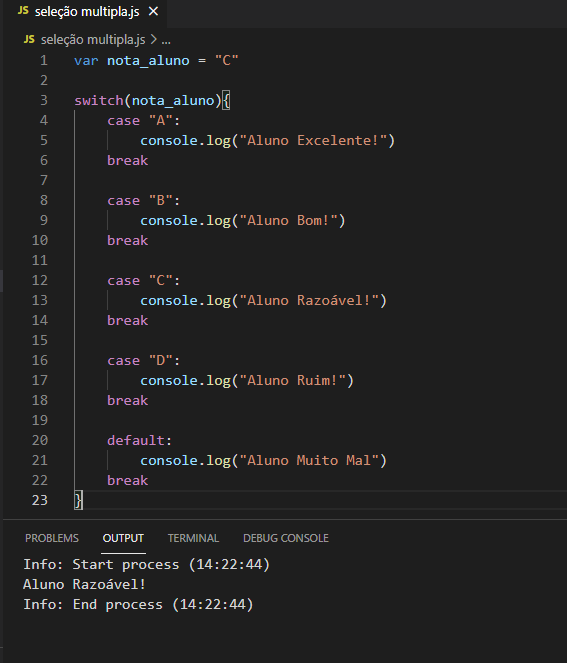 JS seleção multipla.js ×
JS seleção multipla.js > ...
1 var nota_aluno = "C"
2
3 switch(nota_aluno){
4 case "A":
5 console.log("Aluno Excelente!")
6 break
7
8 case "B":
9 console.log("Aluno Bom!")
10 break
11
12 case "C":
13 console.log("Aluno Razoável!")
14 break
15
16 case "D":
17 console.log("Aluno Ruim!")
18 break
19
20 default:
21 console.log("Aluno Muito Mal")
22 break
23 }
PROBLEMS OUTPUT TERMINAL DEBUG CONSOLE
Info: Start process (14:22:44)
Aluno Razoável!
Info: End process (14:22:44)